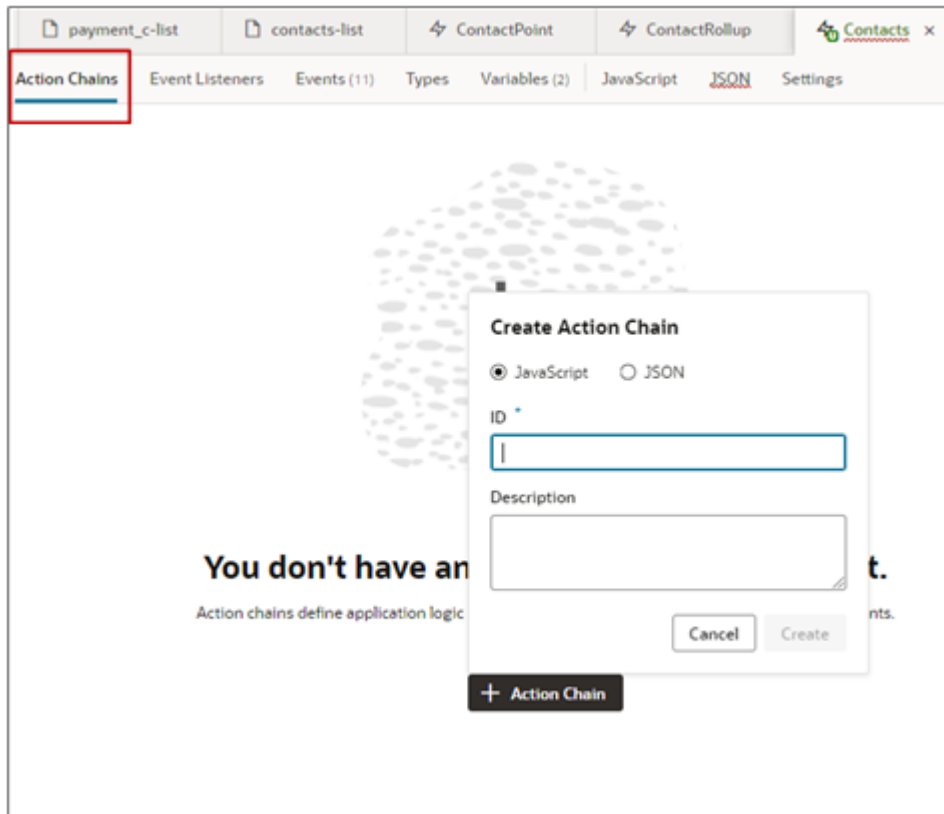 payment_c-list contacts-list ContactPoint ContactRollup Contacts ×
Action Chains Event Listeners Events (11) Types Variables (2) JavaScript JSON Settings
Create Action Chain
JavaScript JSON
ID *
Description
You don't have an t.
Action chains define application logic nts.
Cancel Create
+ Action Chain